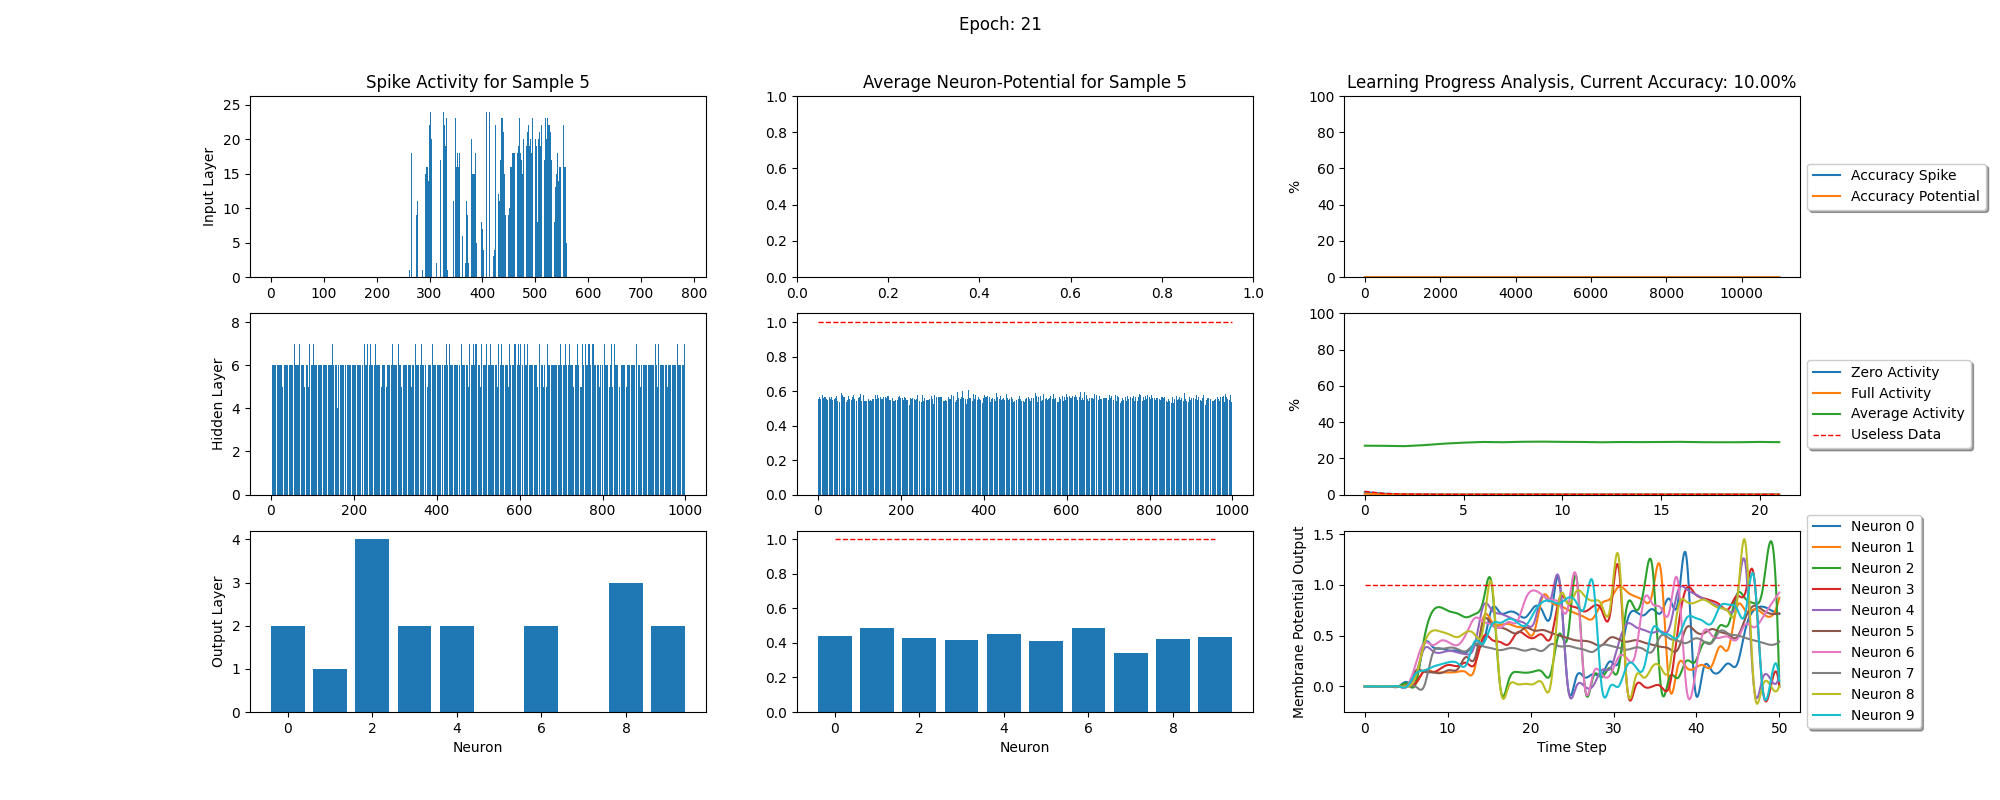 Epoch: 21
Spike Activity for Sample 5
Average Neuron-Potential for Sample 5
Learning Progress Analysis, Current Accuracy: 10.00%
Input Layer
25
20
15
10
5
0
0 100 200 300 400 500 600 700 800
1.0
0.8
0.6
0.4
0.2
0.0
0.0 0.2 0.4 0.6 0.8 1.0
%
100
80
60
40
20
0
0 2000 4000 6000 8000 10000
Accuracy Spike
Accuracy Potential
Hidden Layer
8
6
4
2
0
0 200 400 600 800 1000
1.0
0.8
0.6
0.4
0.2
0.0
0 200 400 600 800 1000
%
100
80
60
40
20
0
0 5 10 15 20
Zero Activity
Full Activity
Average Activity
Useless Data
Output Layer
4
3
2
1
0
0 2 4 6 8
Neuron
1.0
0.8
0.6
0.4
0.2
0.0
0 2 4 6 8
Neuron
Membrane Potential Output
1.5
1.0
0.5
0.0
0 10 20 30 40 50
Time Step
Neuron 0
Neuron 1
Neuron 2
Neuron 3
Neuron 4
Neuron 5
Neuron 6
Neuron 7
Neuron 8
Neuron 9